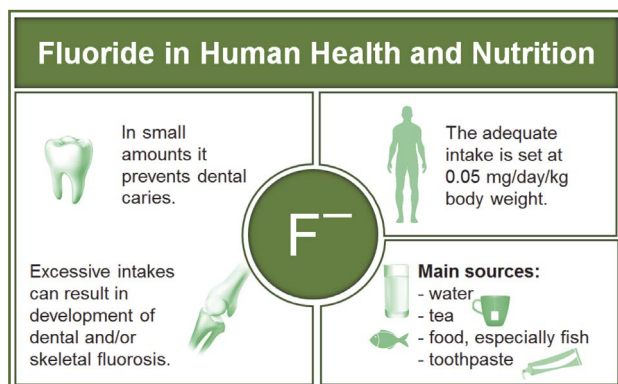 Fluoride in Human Health and Nutrition
In small
amounts it
prevents dental
caries.
The adequate
intake is set at
0.05 mg/day/kg
body weight.
F⁻
Excessive intakes
can result in
development of
dental and/or
skeletal fluorosis.
Main sources:
- water
- tea
- food, especially fish
- toothpaste